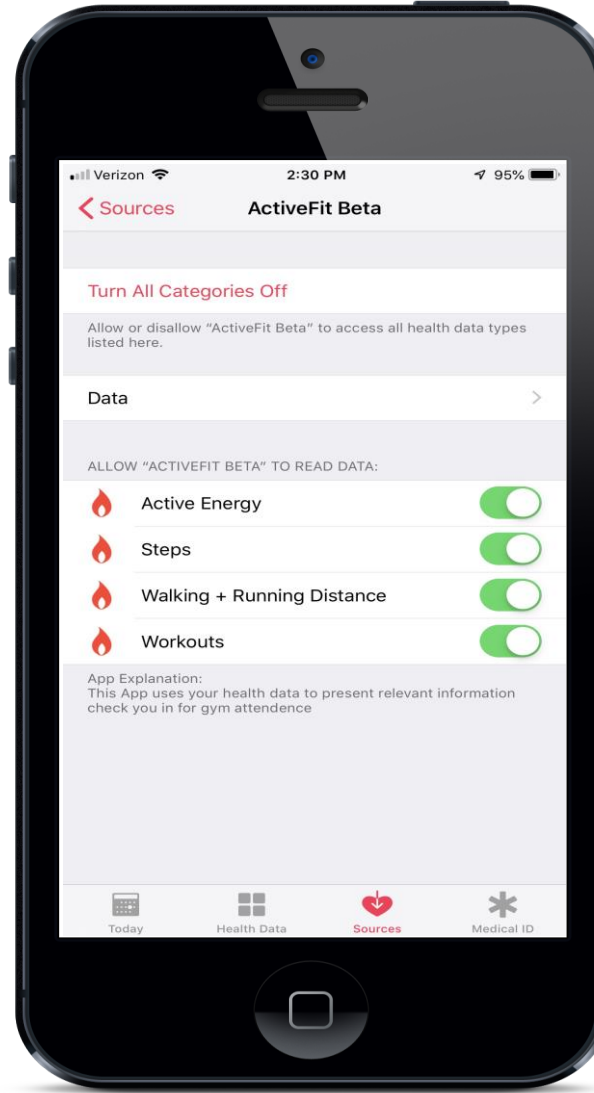 Verizon 2:30 PM 95%
Sources ActiveFit Beta
Turn All Categories Off
Allow or disallow “ActiveFit Beta” to access all health data types
listed here.
Data
ALLOW “ACTIVEFIT BETA” TO READ DATA:
Active Energy
Steps
Walking + Running Distance
Workouts
App Explanation:
This App uses your health data to present relevant information
check you in for gym attendence
Today Health Data Sources Medical ID